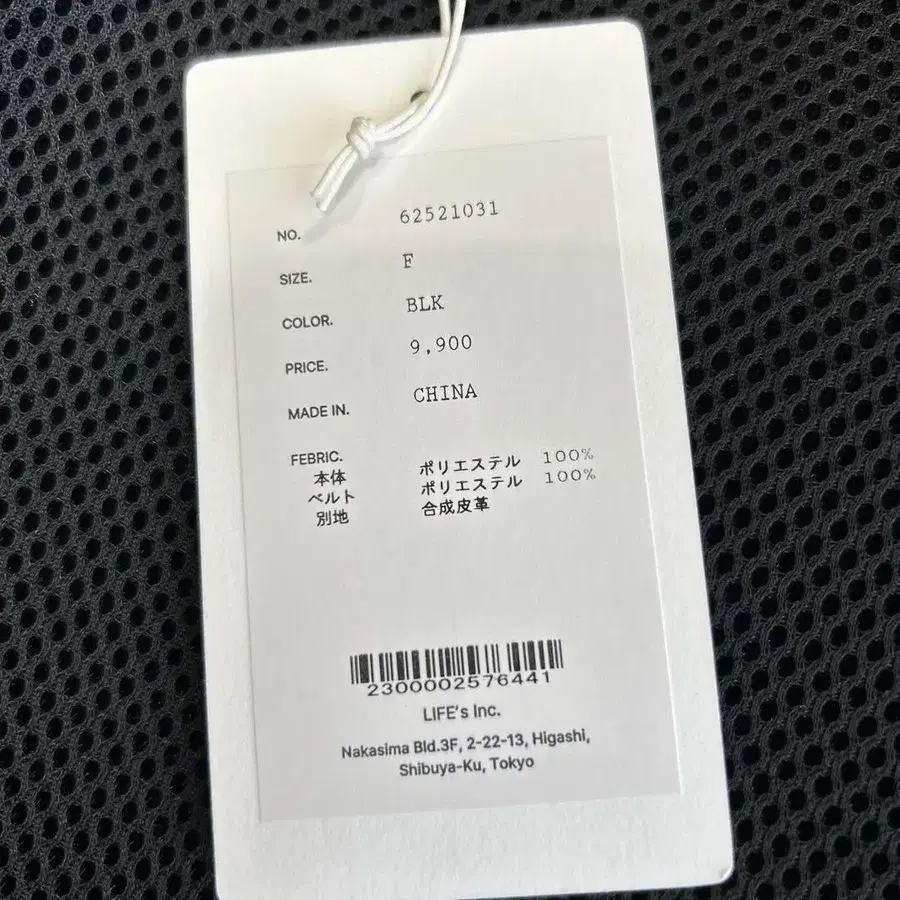 NO. 62521031
SIZE. F
COLOR. BLK
PRICE. 9,900
MADE IN. CHINA
FEBRIC.
本体 ポリエステル 100%
ベルト ポリエステル 100%
別地 合成皮革
2300002576441
LIFE's Inc.
Nakasima Bld.3F, 2-22-13, Higashi,
Shibuya-Ku, Tokyo